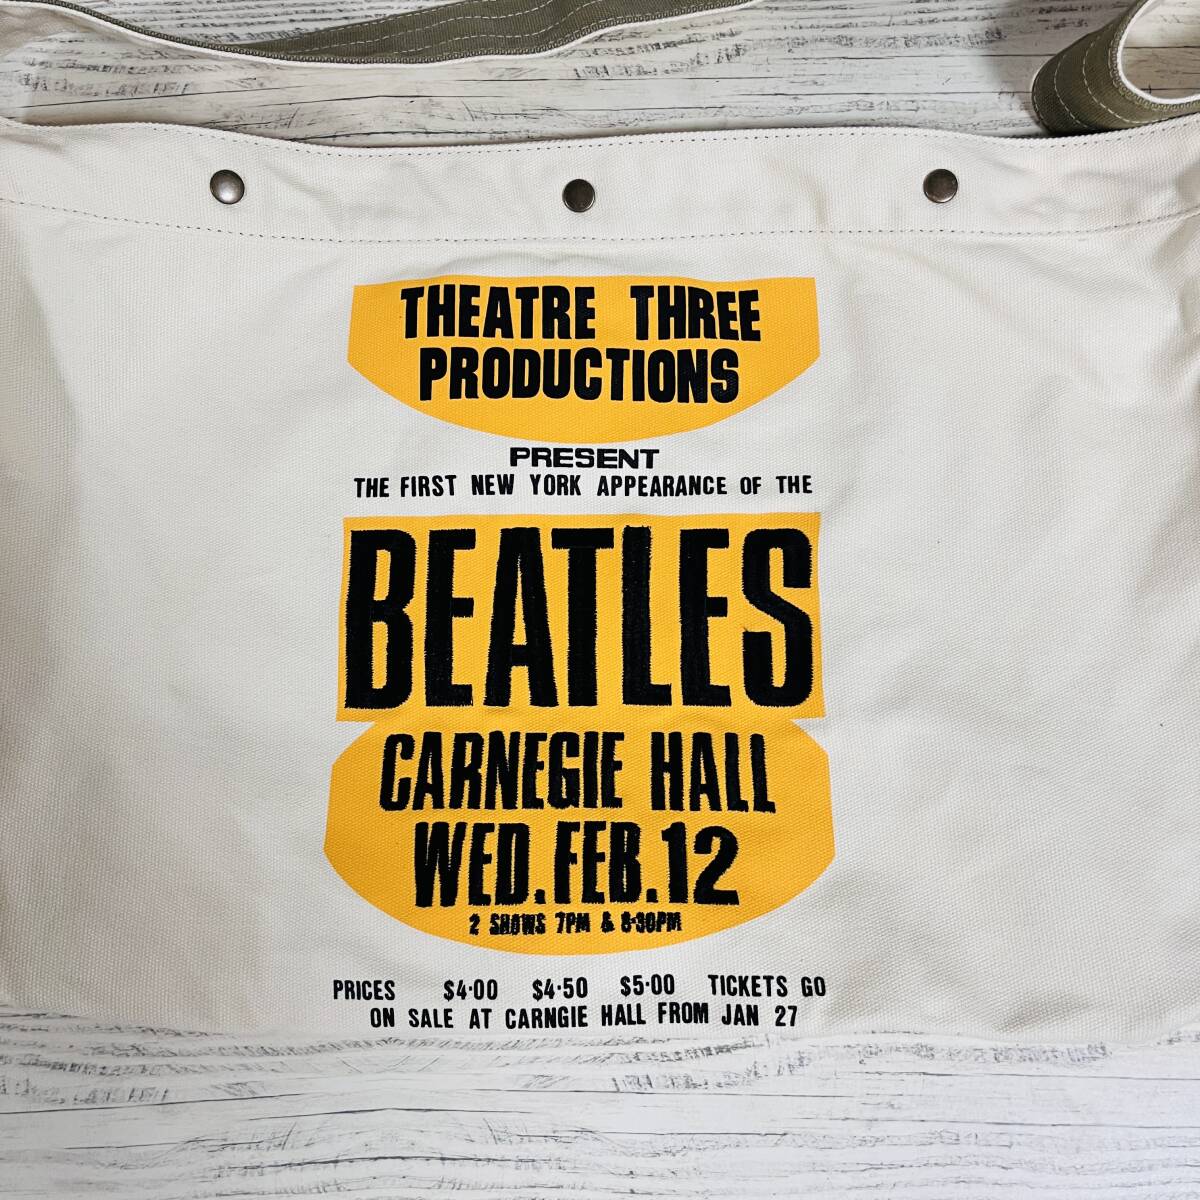 THEATRE THREE
PRODUCTIONS
PRESENT
THE FIRST NEW YORK APPEARANCE OF THE
BEATLES
CARNEGIE HALL
WED.FEB.12
2 SHOWS 7PM & 8·30PM
PRICES $4·00 $4·50 $5·00 TICKETS GO
ON SALE AT CARNGIE HALL FROM JAN 27